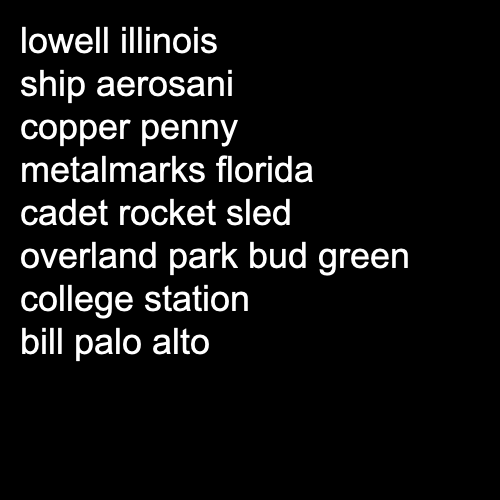 lowell illinois
ship aerosani
copper penny
metalmarks florida
cadet rocket sled
overland park bud green
college station
bill palo alto